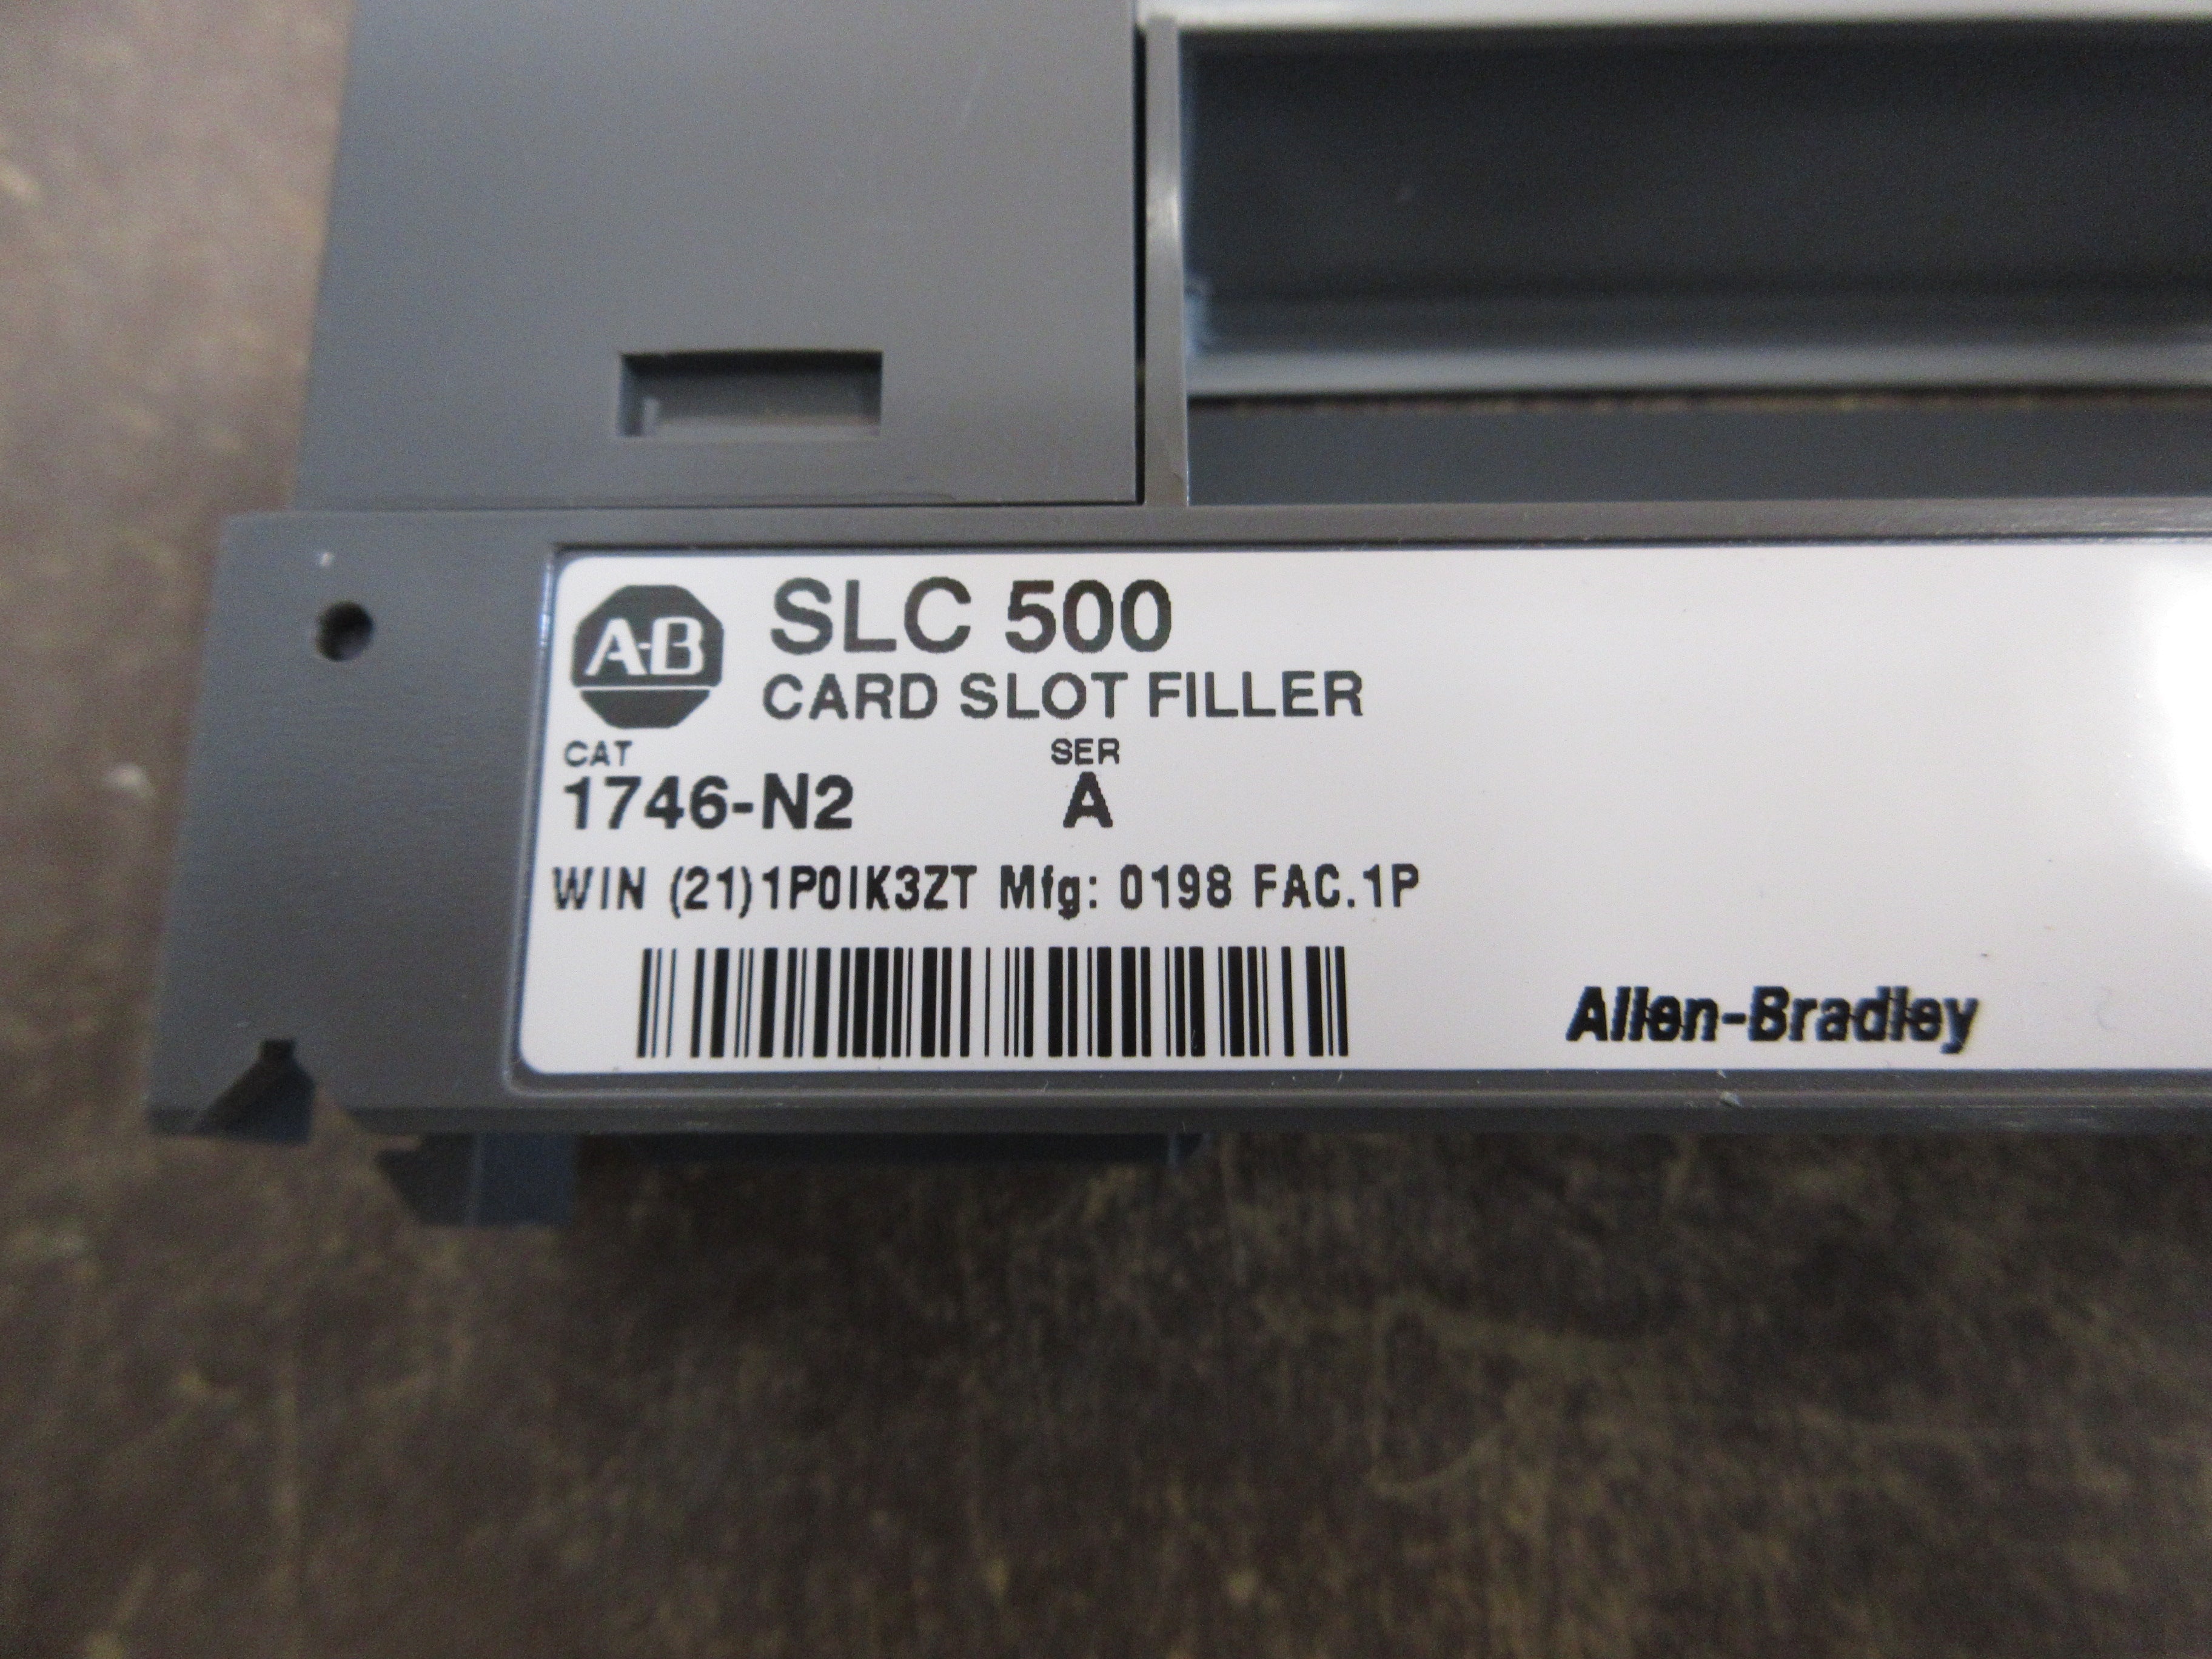 A-B
SLC 500
CARD SLOT FILLER
CAT SER
1746-N2 A
WIN (21)1P0IK3ZT Mfg: 0198 FAC.1P
Allen-Bradley